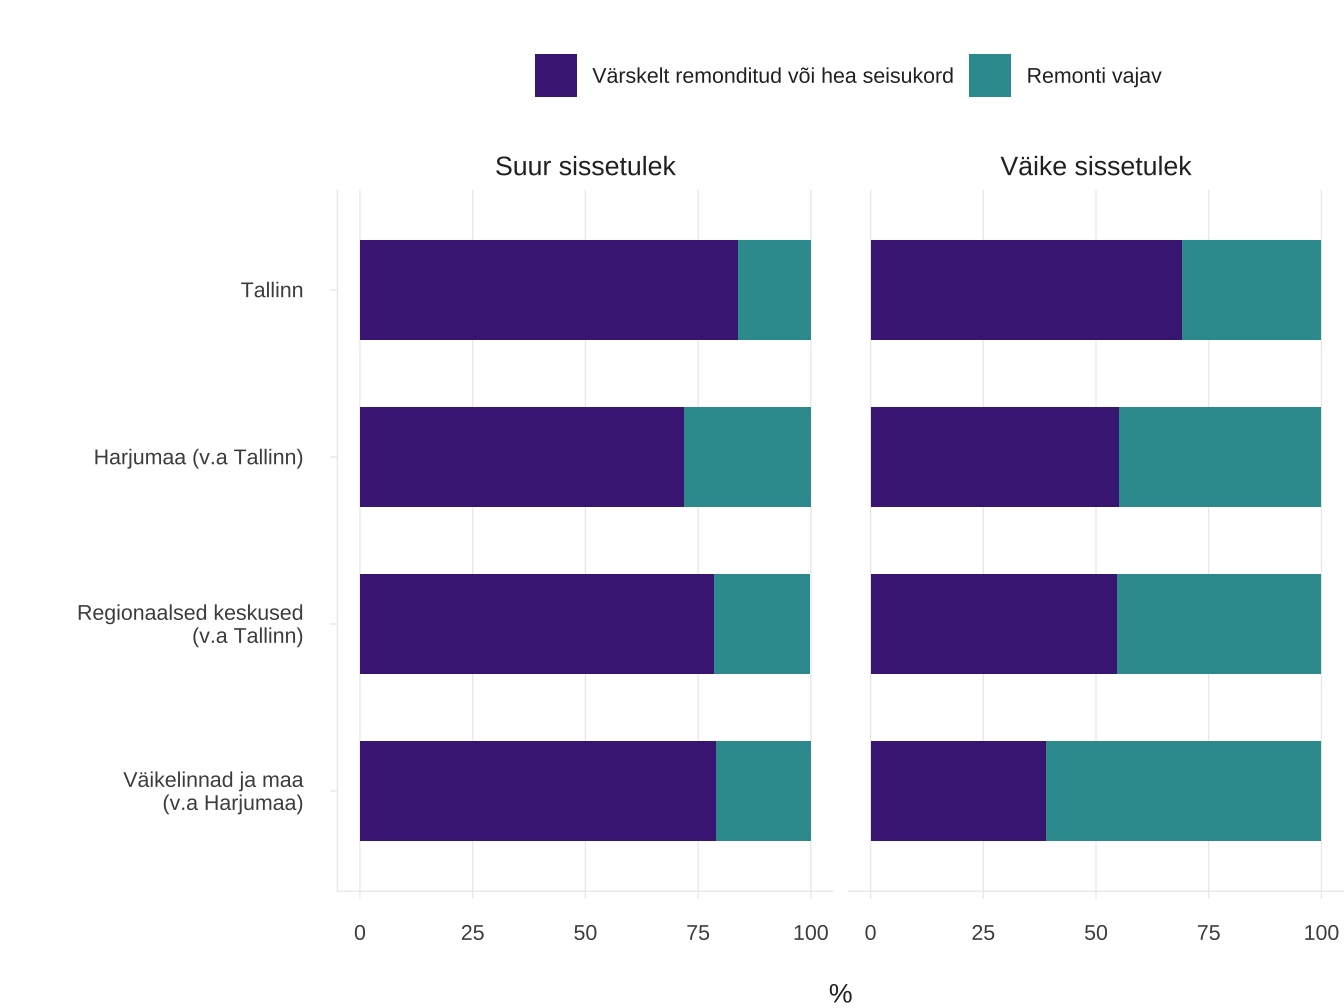 Värskelt remonditud või hea seisukord
Remonti vajav
Suur sissetulek
Väike sissetulek
Tallinn
Harjumaa (v.a Tallinn)
Regionaalsed keskused
(v.a Tallinn)
Väikelinnad ja maa
(v.a Harjumaa)
0 25 50 75 100
0 25 50 75 100
%